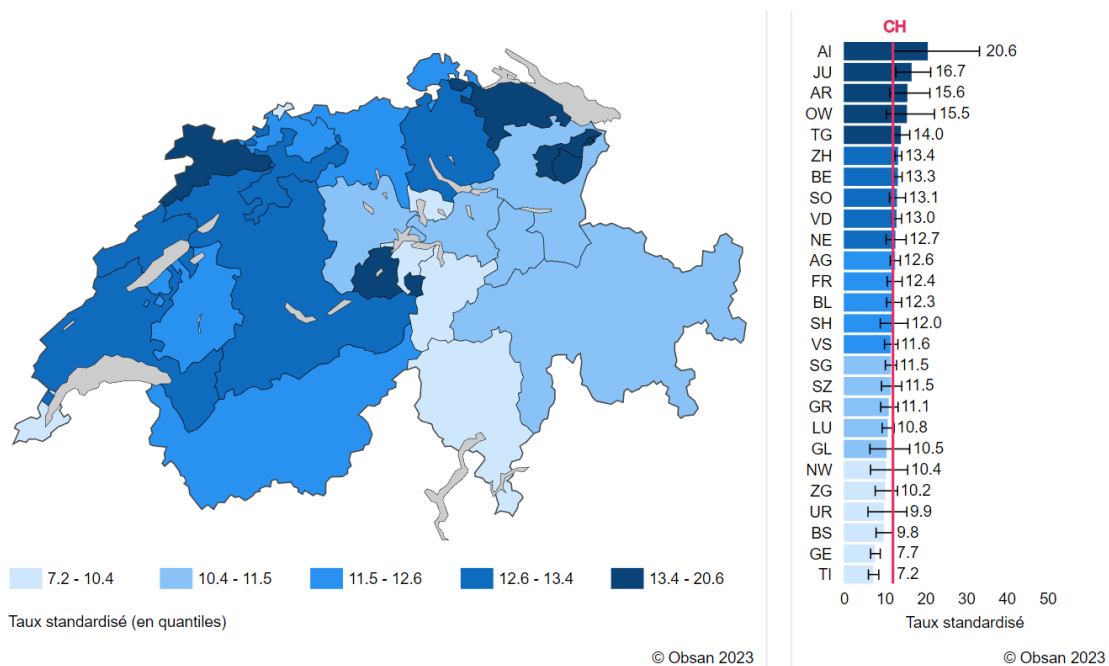 7.2 - 10.4
10.4 - 11.5
11.5 - 12.6
12.6 - 13.4
13.4 - 20.6
Taux standardisé (en quantiles)
© Obsan 2023
CH
AI 20.6
JU 16.7
AR 15.6
OW 15.5
TG 14.0
ZH 13.4
BE 13.3
SO 13.1
VD 13.0
NE 12.7
AG 12.6
FR 12.4
BL 12.3
SH 12.0
VS 11.6
SG 11.5
SZ 11.5
GR 11.1
LU 10.8
GL 10.5
NW 10.4
ZG 10.2
UR 9.9
BS 9.8
GE 7.7
TI 7.2
0 10 20 30 40 50
Taux standardisé
© Obsan 2023